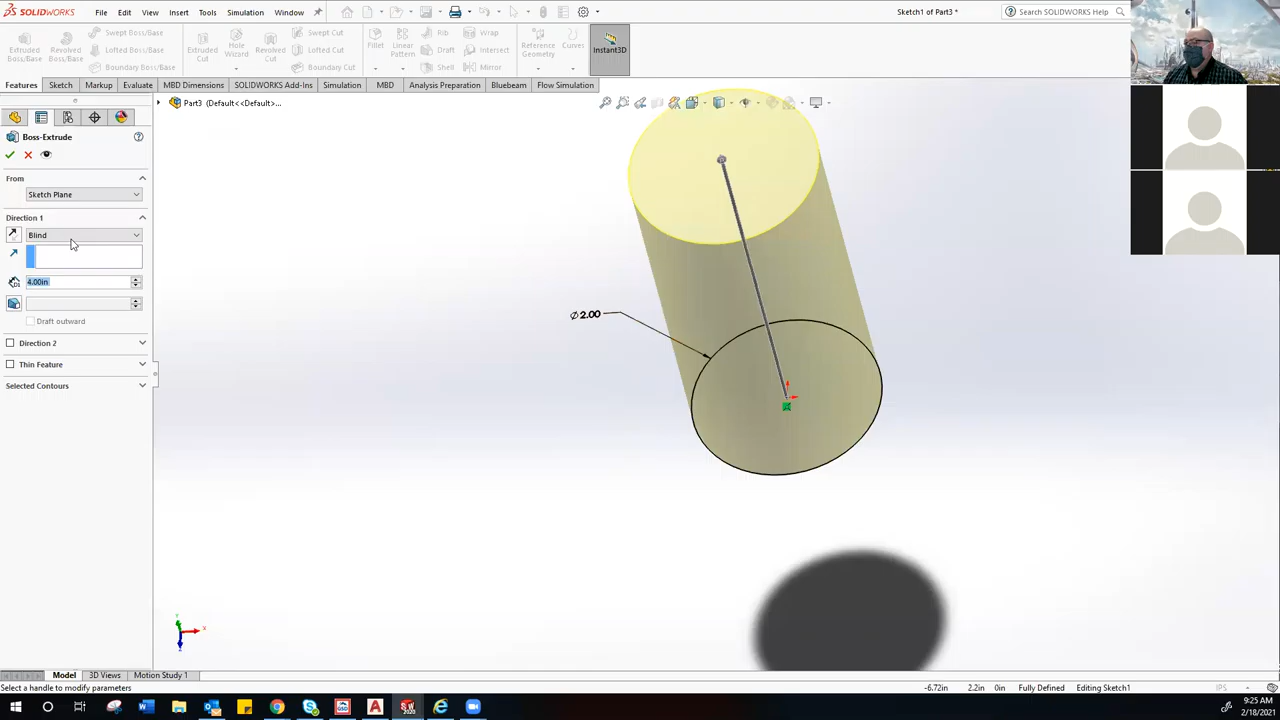 SOLIDWORKS File Edit View Insert Tools Simulation Window Sketch1 of Part3 * Search SOLIDWORKS Help
Extruded Boss/Base
Revolved Boss/Base
Swept Boss/Base
Lofted Boss/Base
Boundary Boss/Base
Extruded Cut
Hole Wizard
Revolved Cut
Swept Cut
Lofted Cut
Boundary Cut
Fillet
Linear Pattern
Rib
Draft
Shell
Wrap
Intersect
Mirror
Reference Geometry
Curves
Instant3D
Features Sketch Markup Evaluate MBD Dimensions SOLIDWORKS Add-Ins Simulation MBD Analysis Preparation Bluebeam Flow Simulation
Part3 (Default<<Default>...
Boss-Extrude
From
Sketch Plane
Direction 1
Blind
4.00in
Draft outward
Direction 2
Thin Feature
Selected Contours
Ø2.00
Y
X
Model 3D Views Motion Study 1
Select a handle to modify parameters -6.72in 2.2in 0in Fully Defined Editing Sketch1 IPS
9:25 AM
2/18/2021